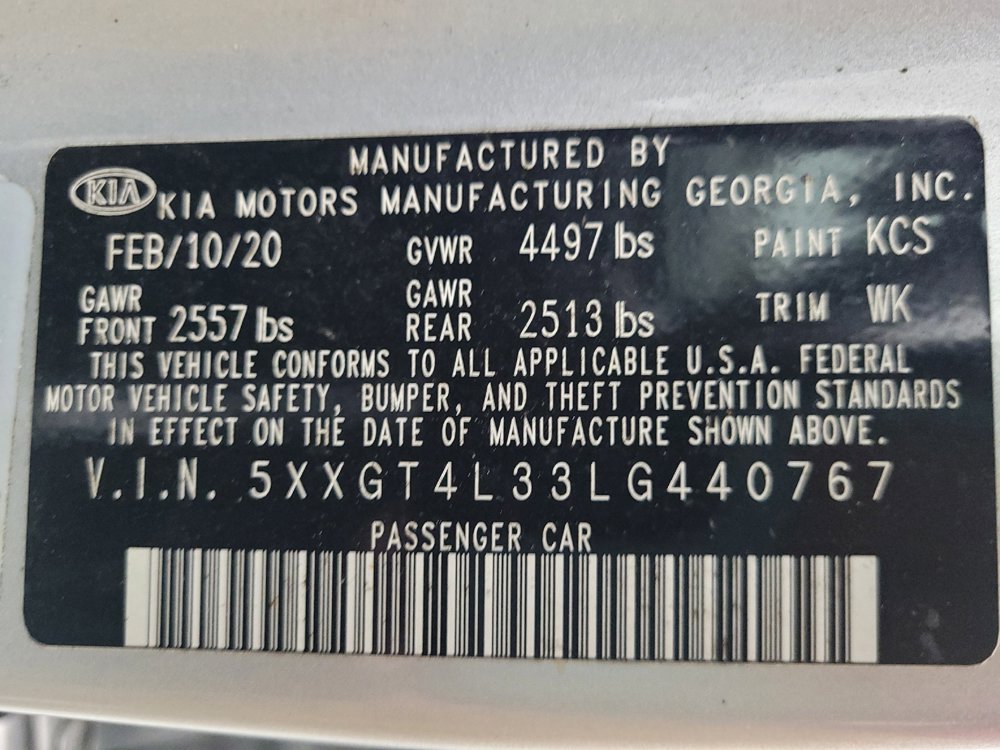 MANUFACTURED BY
KIA KIA MOTORS MANUFACTURING GEORGIA, INC.
FEB/10/20 GVWR 4497 lbs PAINT KCS
GAWR FRONT 2557 lbs GAWR REAR 2513 lbs TRIM WK
THIS VEHICLE CONFORMS TO ALL APPLICABLE U.S.A. FEDERAL
MOTOR VEHICLE SAFETY, BUMPER, AND THEFT PREVENTION STANDARDS
IN EFFECT ON THE DATE OF MANUFACTURE SHOWN ABOVE.
V.I.N. 5XXGT4L33LG440767
PASSENGER CAR